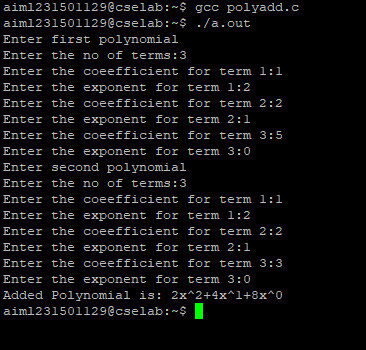 aiml231501129@cselab:~$ gcc polyadd.c
aiml231501129@cselab:~$ ./a.out
Enter first polynomial
Enter the no of terms:3
Enter the coeefficient for term 1:1
Enter the exponent for term 1:2
Enter the coeefficient for term 2:2
Enter the exponent for term 2:1
Enter the coeefficient for term 3:5
Enter the exponent for term 3:0
Enter second polynomial
Enter the no of terms:3
Enter the coeefficient for term 1:1
Enter the exponent for term 1:2
Enter the coeefficient for term 2:2
Enter the exponent for term 2:1
Enter the coeefficient for term 3:3
Enter the exponent for term 3:0
Added Polynomial is: 2x^2+4x^1+8x^0
aiml231501129@cselab:~$